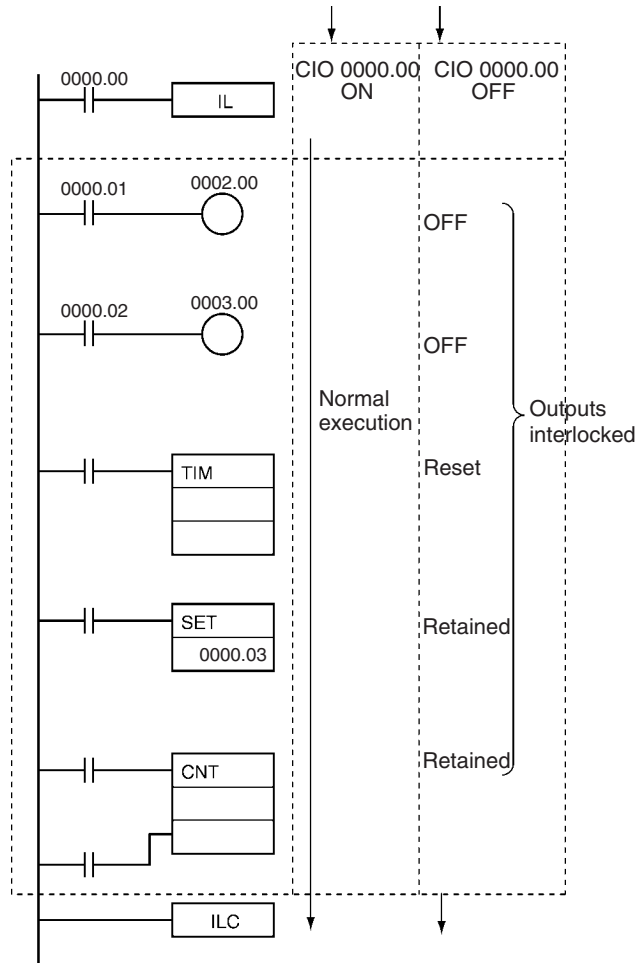 CIO 0000.00
ON
CIO 0000.00
OFF
0000.00
IL
0000.01
0002.00
OFF
0000.02
0003.00
OFF
Normal
execution
Outputs
interlocked
TIM
Reset
SET
0000.03
Retained
CNT
Retained
ILC